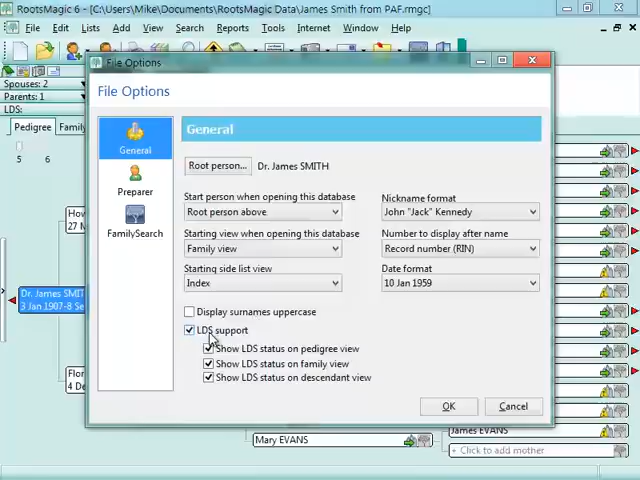 RootsMagic 6 - [C:\Users\Mike\Documents\RootsMagic Data\James Smith from PAF.rmgc]
File Edit Lists Add View Search Reports Tools Internet Window Help
File Options
Spouses: 2
Parents: 1
LDS:
File Options
Pedigree Family
General
Preparer
FamilySearch
General
Root person... Dr. James SMITH
Start person when opening this database
Root person above
Nickname format
John "Jack" Kennedy
Starting view when opening this database
Family view
Number to display after name
Record number (RIN)
Starting side list view
Index
Date format
10 Jan 1959
Display surnames uppercase
LDS support
Show LDS status on pedigree view
Show LDS status on family view
Show LDS status on descendant view
OK Cancel
5 6
How
27 N
Dr. James SMIT
3 Jan 1907-8 Se
Flor
4 De
Mary EVANS
James EVANS
+ Click to add mother